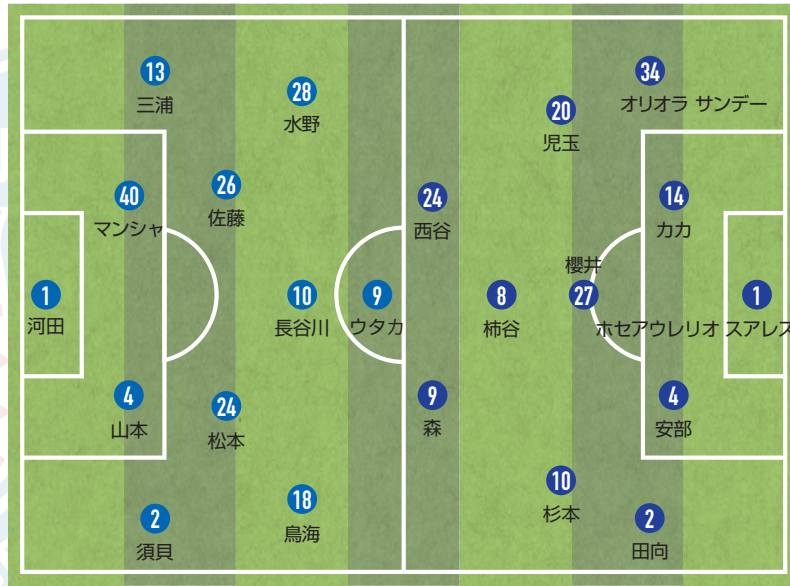 13
三浦
28
水野
40
マンシャ
26
佐藤
1
河田
10
長谷川
9
ウタカ
4
山本
24
松本
2
須貝
18
鳥海
34
オリオラ サンデー
20
児玉
24
西谷
14
カカ
8
柿谷
櫻井
27
1
ホセアウレリオ スアレス
9
森
4
安部
10
杉本
2
田向